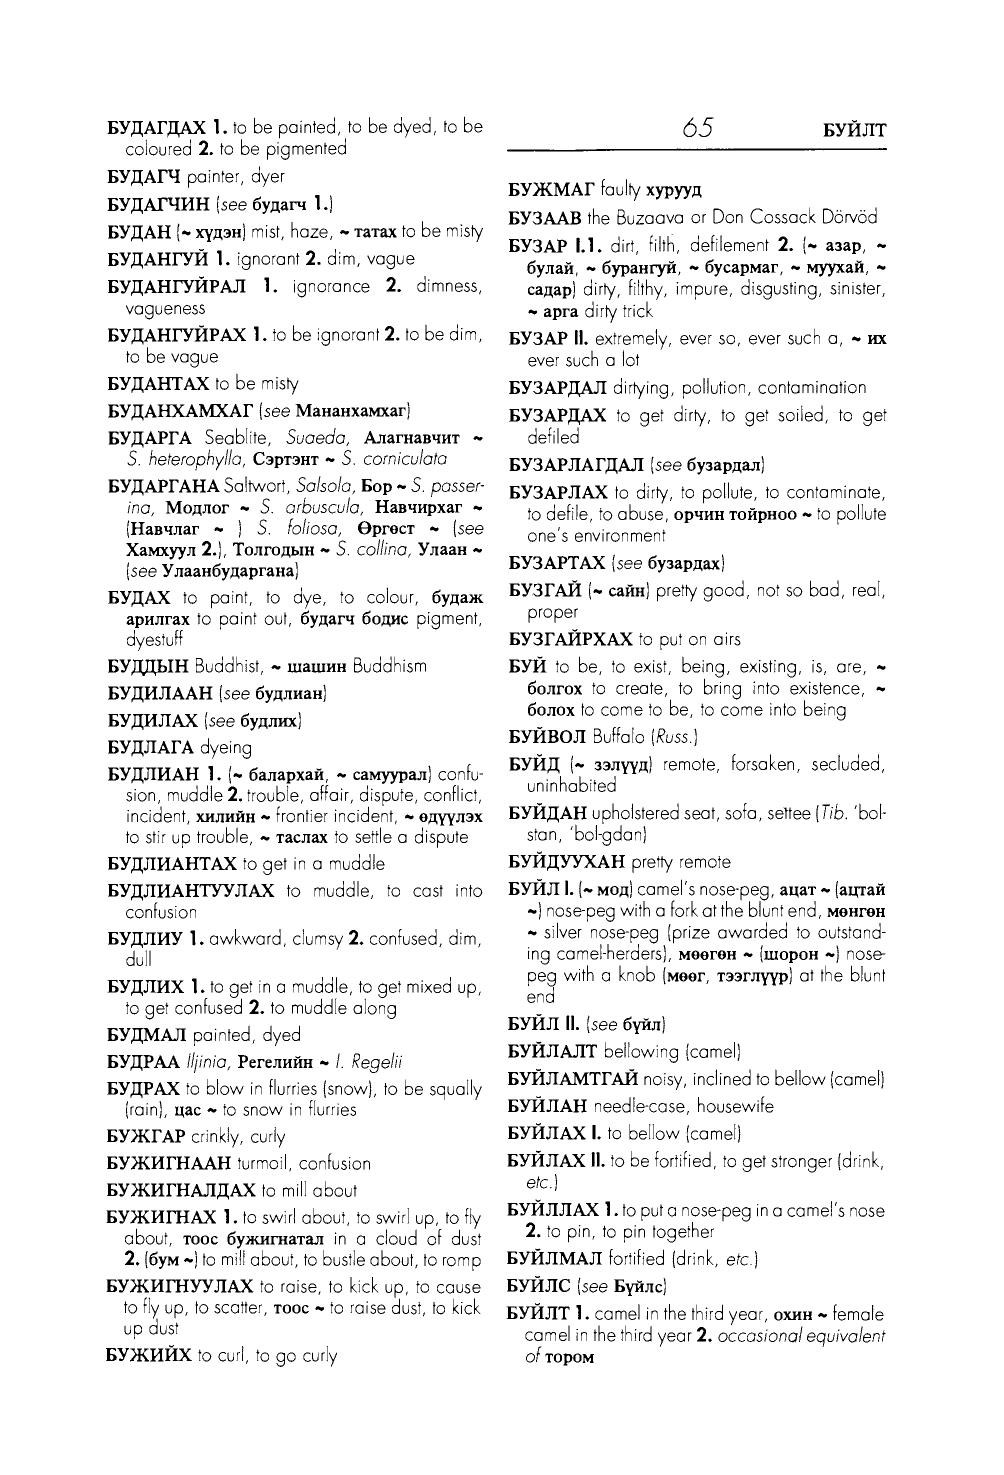 БУДАГДАХ 1. to be painted, to be dyed, to be
coloured 2. to be pigmented
БУДАГЧ painter, dyer
БУДАГЧИН (see будагч 1.)
БУДАН (~ хүдэн) mist, haze, ~ татах to be misty
БУДАНГУЙ 1. ignorant 2. dim, vague
БУДАНГУЙРАЛ 1. ignorance 2. dimness,
vagueness
БУДАНГУЙРАХ 1. to be ignorant 2. to be dim,
to be vague
БУДАНТАХ to be misty
БУДАНХАМХАГ (see Мананхамхаг)
БУДАРГА Seablite, Suaeda, Алагнавчит ~
S. heterophylla, Сэртэнт ~ S. corniculata
БУДАРГАНА Saltwort, Salsola, Бор ~ S. passer-
ina, Модлог ~ S. arbuscula, Навчирхаг ~
(Навчлаг ~ ) S. foliosa, Өргөст ~ (see
Хамхуул 2.), Толгодын ~ S. collina, Улаан ~
(see Улаанбударгана)
БУДАХ to paint, to dye, to colour, будаж
арилгах to paint out, будагч бодис pigment,
dyestuff
БУДДЫН Buddhist, ~ шашин Buddhism
БУДИЛААН (see будлиан)
БУДИЛАХ (see будлих)
БУДЛАГА dyeing
БУДЛИАН 1. (~ балархай, ~ самуурал) confu-
sion, muddle 2. trouble, affair, dispute, conflict,
incident, хилийн ~ frontier incident, ~ өдүүлэх
to stir up trouble, ~ таслах to settle a dispute
БУДЛИАНТАХ to get in a muddle
БУДЛИАНТУУЛАХ to muddle, to cast into
confusion
БУДЛИУ 1. awkward, clumsy 2. confused, dim,
dull
БУДЛИХ 1. to get in a muddle, to get mixed up,
to get confused 2. to muddle along
БУДМАЛ painted, dyed
БУДРАА Iljinia, Регелийн ~ I. Regelii
БУДРАХ to blow in flurries (snow), to be squally
(rain), цас ~ to snow in flurries
БУЖГАР crinkly, curly
БУЖИГНААН turmoil, confusion
БУЖИГНАЛДАХ to mill about
БУЖИГНАХ 1. to swirl about, to swirl up, to fly
about, тоос бужигнатал in a cloud of dust
2. (бум ~) to mill about, to bustle about, to romp
БУЖИГНУУЛАХ to raise, to kick up, to cause
to fly up, to scatter, тоос ~ to raise dust, to kick
up dust
БУЖИЙХ to curl, to go curly
65 БУЙЛТ
БУЖМАГ faulty хурууд
БУЗААВ the Buzaava or Don Cossack Dörvöd
БУЗАР I.1. dirt, filth, defilement 2. (~ азар, ~
булай, ~ бурангуй, ~ бусармаг, ~ муухай, ~
садар) dirty, filthy, impure, disgusting, sinister,
~ арга dirty trick
БУЗАР II. extremely, ever so, ever such a, ~ их
ever such a lot
БУЗАРДАЛ dirtying, pollution, contamination
БУЗАРДАХ to get dirty, to get soiled, to get
defiled
БУЗАРЛАГДАЛ (see бузардал)
БУЗАРЛАХ to dirty, to pollute, to contaminate,
to defile, to abuse, орчин тойрноо ~ to pollute
one's environment
БУЗАРТАХ (see бузардах)
БУЗГАЙ (~ сайн) pretty good, not so bad, real,
proper
БУЗГАЙРХАХ to put on airs
БУЙ to be, to exist, being, existing, is, are, ~
болгох to create, to bring into existence, ~
болох to come to be, to come into being
БУЙВОЛ Buffalo (Russ.)
БУЙД (~ зэлүүд) remote, forsaken, secluded,
uninhabited
БУЙДАН upholstered seat, sofa, settee (Tib. 'bol-
stan, 'bol-gdan)
БУЙДУУХАН pretty remote
БУЙЛ I. (~ мод) camel's nose-peg, ацат ~ (ацтай
~) nose-peg with a fork at the blunt end, мөнгөн
~ silver nose-peg (prize awarded to outstand-
ing camel-herders), мөөгөн ~ (шорон ~) nose-
peg with a knob (мөөг, тээглүүр) at the blunt
end
БУЙЛ II. (see бүйл)
БУЙЛАЛТ bellowing (camel)
БУЙЛАМТГАЙ noisy, inclined to bellow (camel)
БУЙЛАН needle-case, housewife
БУЙЛАХ I. to bellow (camel)
БУЙЛАХ II. to be fortified, to get stronger (drink,
etc.)
БУЙЛЛАХ 1. to put a nose-peg in a camel's nose
2. to pin, to pin together
БУЙЛМАЛ fortified (drink, etc.)
БУЙЛС (see Бүйлс)
БУЙЛТ 1. camel in the third year, охин ~ female
camel in the third year 2. occasional equivalent
of тором